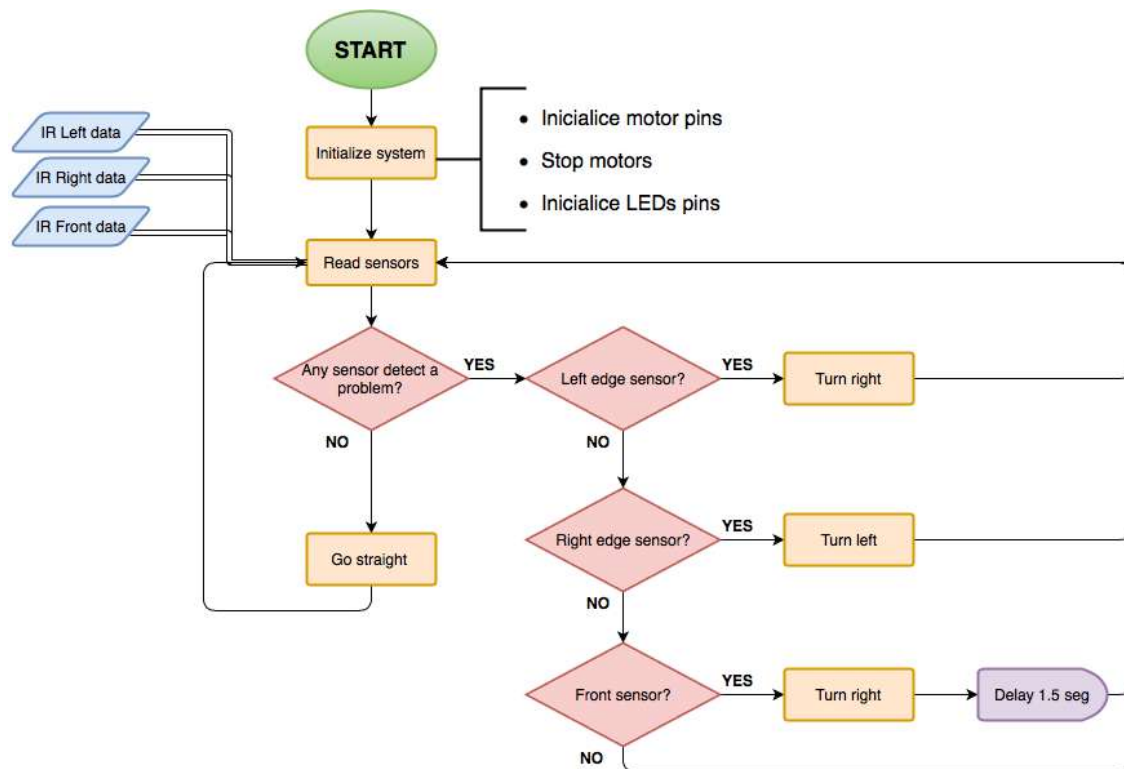 START
Initialize system
• Inicialice motor pins
• Stop motors
• Inicialice LEDs pins
IR Left data
IR Right data
IR Front data
Read sensors
Any sensor detect a
problem?
YES
Left edge sensor?
YES
Turn right
NO
NO
Go straight
Right edge sensor?
YES
Turn left
NO
Front sensor?
YES
Turn right
Delay 1.5 seg
NO